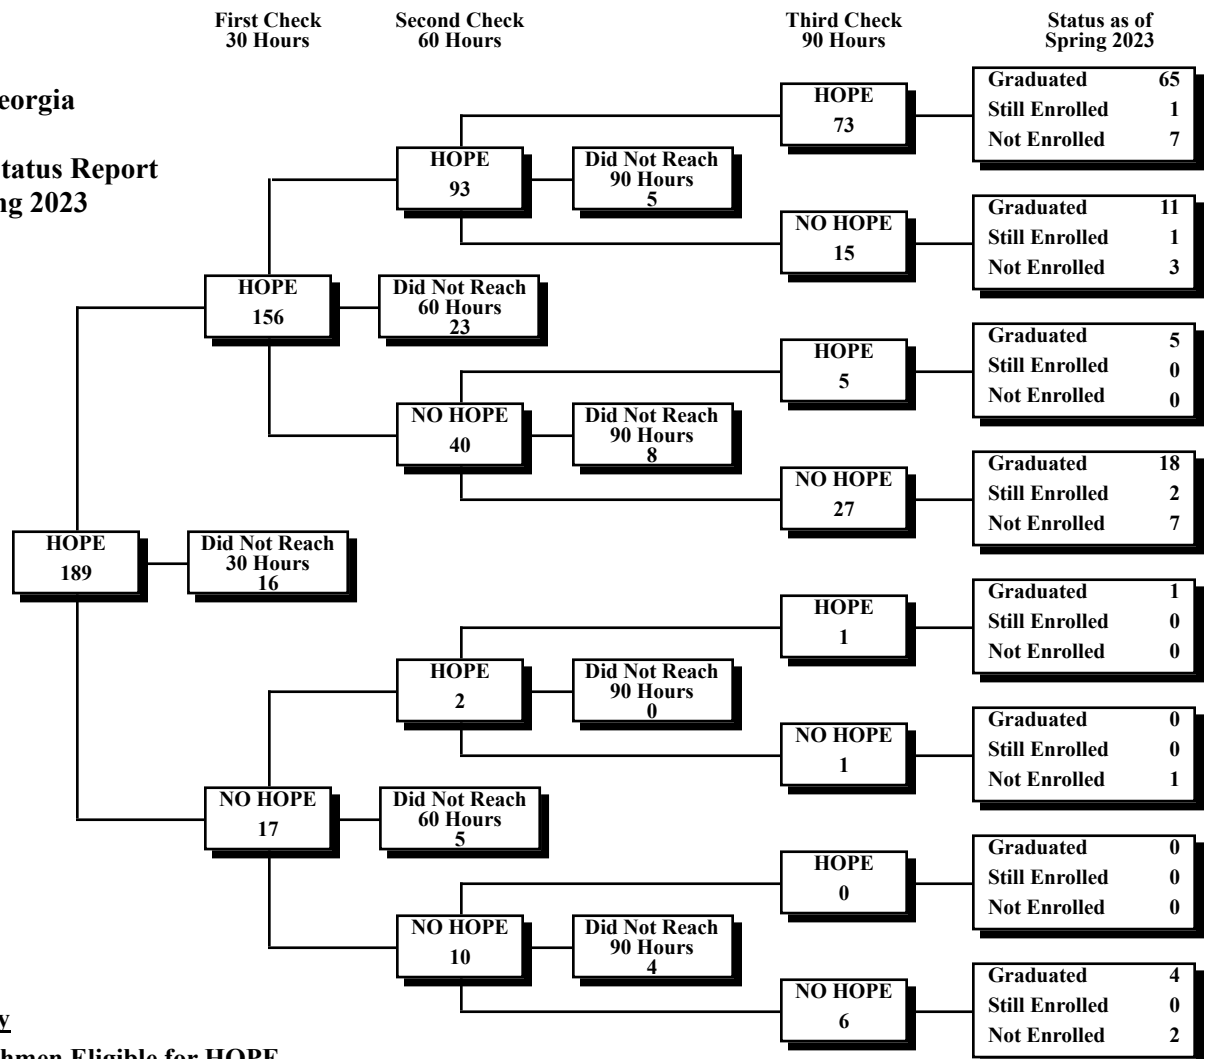 First Check
30 Hours
Second Check
60 Hours
Third Check
90 Hours
Status as of
Spring 2023
eorgia
tatus Report
ng 2023
HOPE
73
Graduated 65
Still Enrolled 1
Not Enrolled 7
HOPE
93
Did Not Reach
90 Hours
5
NO HOPE
15
Graduated 11
Still Enrolled 1
Not Enrolled 3
HOPE
156
Did Not Reach
60 Hours
23
HOPE
5
Graduated 5
Still Enrolled 0
Not Enrolled 0
NO HOPE
40
Did Not Reach
90 Hours
8
NO HOPE
27
Graduated 18
Still Enrolled 2
Not Enrolled 7
HOPE
189
Did Not Reach
30 Hours
16
HOPE
1
Graduated 1
Still Enrolled 0
Not Enrolled 0
HOPE
2
Did Not Reach
90 Hours
0
NO HOPE
1
Graduated 0
Still Enrolled 0
Not Enrolled 1
NO HOPE
17
Did Not Reach
60 Hours
5
HOPE
0
Graduated 0
Still Enrolled 0
Not Enrolled 0
NO HOPE
10
Did Not Reach
90 Hours
4
NO HOPE
6
Graduated 4
Still Enrolled 0
Not Enrolled 2
y
hmen Eligible for HOPE